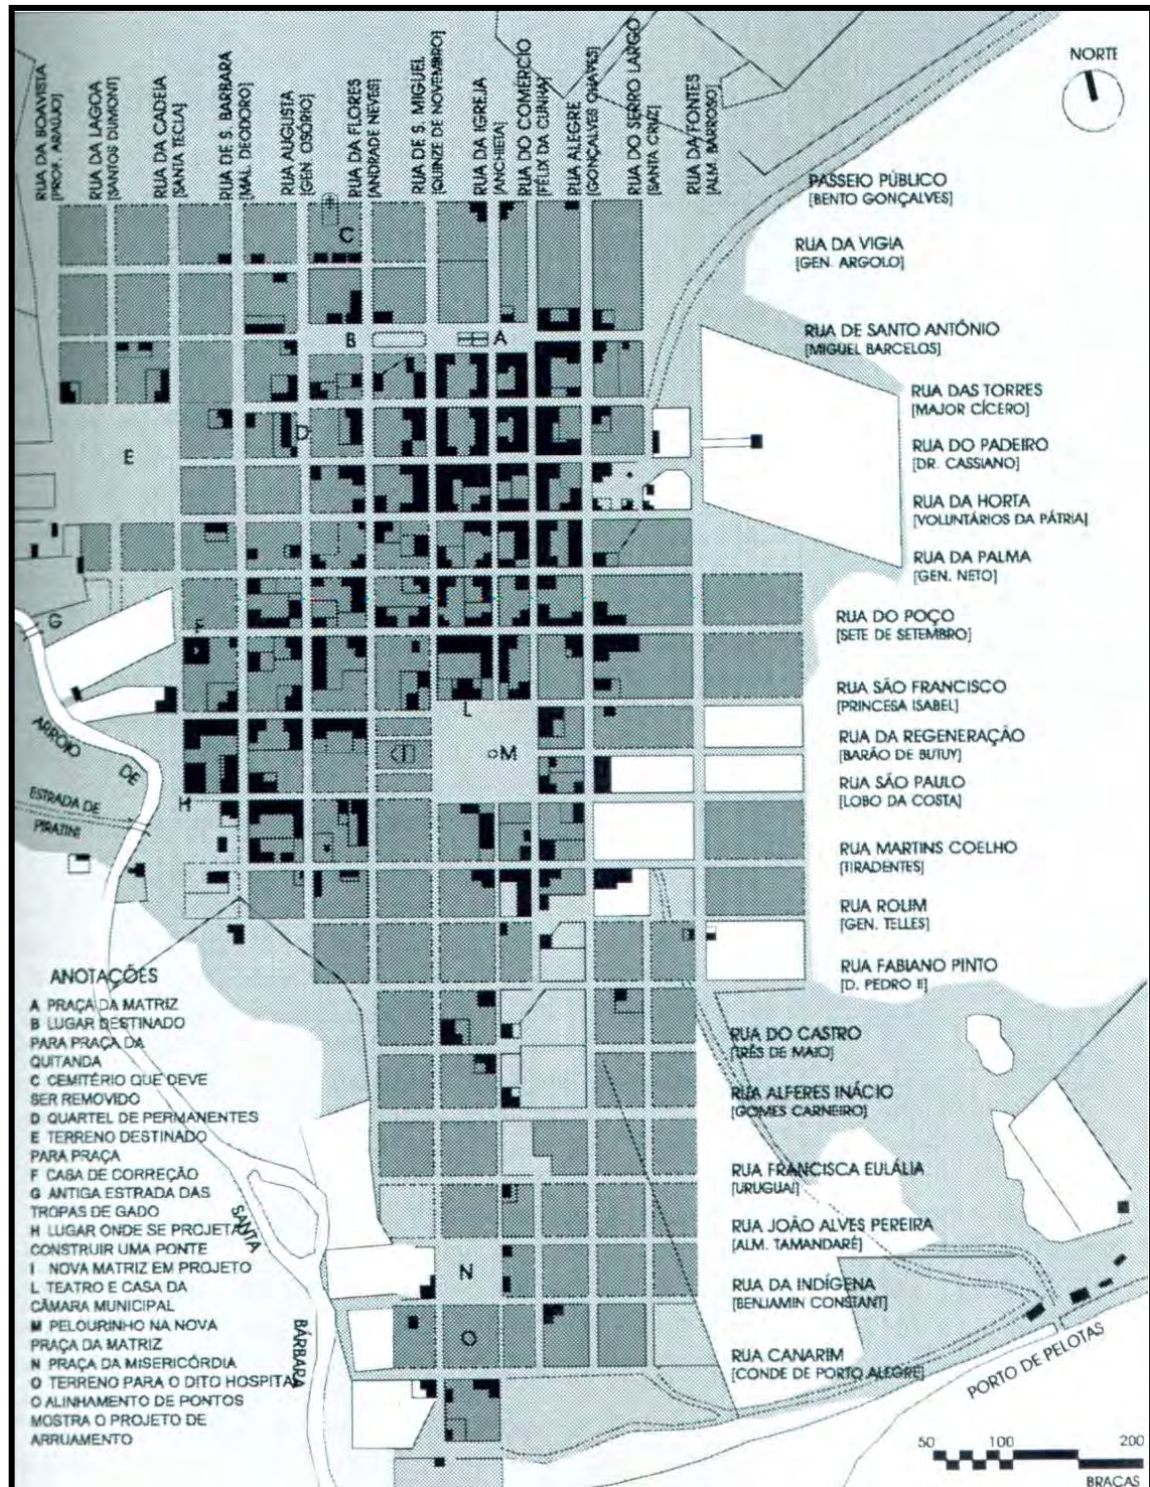 RUA DA BOAVISTA
[PROF. ARAÚJO]
RUA DA LAGOA
[SANTOS DUMONT]
RUA DA CADEIA
[SANTA TECLA]
RUA DE S. BARBARA
[MAL. DEODORO]
RUA AUGUSTA
[GEN. OSÓRIO]
RUA DA FLORES
[ANDRADE NEVES]
RUA DE S. MIGUEL
[QUINZE DE NOVEMBRO]
RUA DA IGREJA
[ANCHIETA]
RUA DO COMÉRCIO
[FÉLIX DA CUNHA]
RUA ALEGRE
[GONÇALVES CHAVES]
RUA DO SERRO LARGO
[SANTA CRUZ]
RUA DA FONTES
[ALM. BARROSO]
NORTE
PASSEIO PÚBLICO
[BENTO GONÇALVES]
RUA DA VIGIA
[GEN. ARGOLO]
RUA DE SANTO ANTÔNIO
[MIGUEL BARCELOS]
RUA DAS TORRES
[MAJOR CÍCERO]
RUA DO PADEIRO
[DR. CASSIANO]
RUA DA HORTA
[VOLUNTÁRIOS DA PÁTRIA]
RUA DA PALMA
[GEN. NETO]
RUA DO POÇO
[SETE DE SETEMBRO]
RUA SÃO FRANCISCO
[PRINCESA ISABEL]
RUA DA REGENERAÇÃO
[BARÃO DE BUTUY]
RUA SÃO PAULO
[LOBO DA COSTA]
RUA MARTINS COELHO
[TIRADENTES]
RUA ROLIM
[GEN. TELLES]
RUA FABIANO PINTO
[D. PEDRO II]
RUA DO CASTRO
[TRÊS DE MAIO]
RUA ALFERES INÁCIO
[GOMES CARNEIRO]
RUA FRANCISCA EULÁLIA
[URUGUAI]
RUA JOÃO ALVES PEREIRA
[ALM. TAMANDARÉ]
RUA DA INDÍGENA
[BENJAMIN CONSTANT]
RUA CANARIM
[CONDE DE PORTO ALEGRE]
C
B
A
D
E
G
F
L
I
M
H
N
O
ARROIO DE
SANTA
BÁRBARA
ESTRADA DE
PIRATINI
PORTO DE PELOTAS
ANOTAÇÕES
A PRAÇA DA MATRIZ
B LUGAR DESTINADO
PARA PRAÇA DA
QUITANDA
C CEMITÉRIO QUE DEVE
SER REMOVIDO
D QUARTEL DE PERMANENTES
E TERRENO DESTINADO
PARA PRAÇA
F CASA DE CORREÇÃO
G ANTIGA ESTRADA DAS
TROPAS DE GADO
H LUGAR ONDE SE PROJETA
CONSTRUIR UMA PONTE
I NOVA MATRIZ EM PROJETO
L TEATRO E CASA DA
CÂMARA MUNICIPAL
M PELOURINHO NA NOVA
PRAÇA DA MATRIZ
N PRAÇA DA MISERICÓRDIA
O TERRENO PARA O DITO HOSPITAL
O ALINHAMENTO DE PONTOS
MOSTRA O PROJETO DE
ARRUAMENTO
50 100 200
BRAÇAS